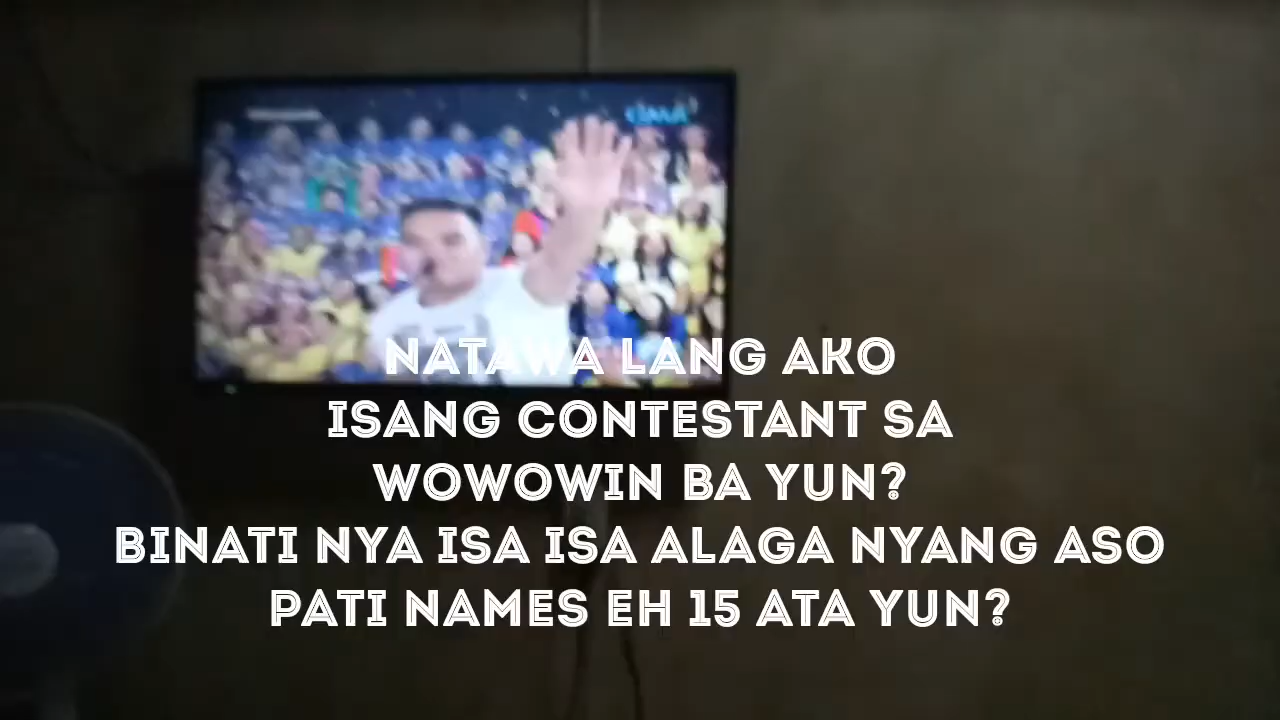 GMA
NATAWA LANG AKO
ISANG CONTESTANT SA
WOWOWIN BA YUN?
BINATI NYA ISA ISA ALAGA NYANG ASO
PATI NAMES EH 15 ATA YUN?